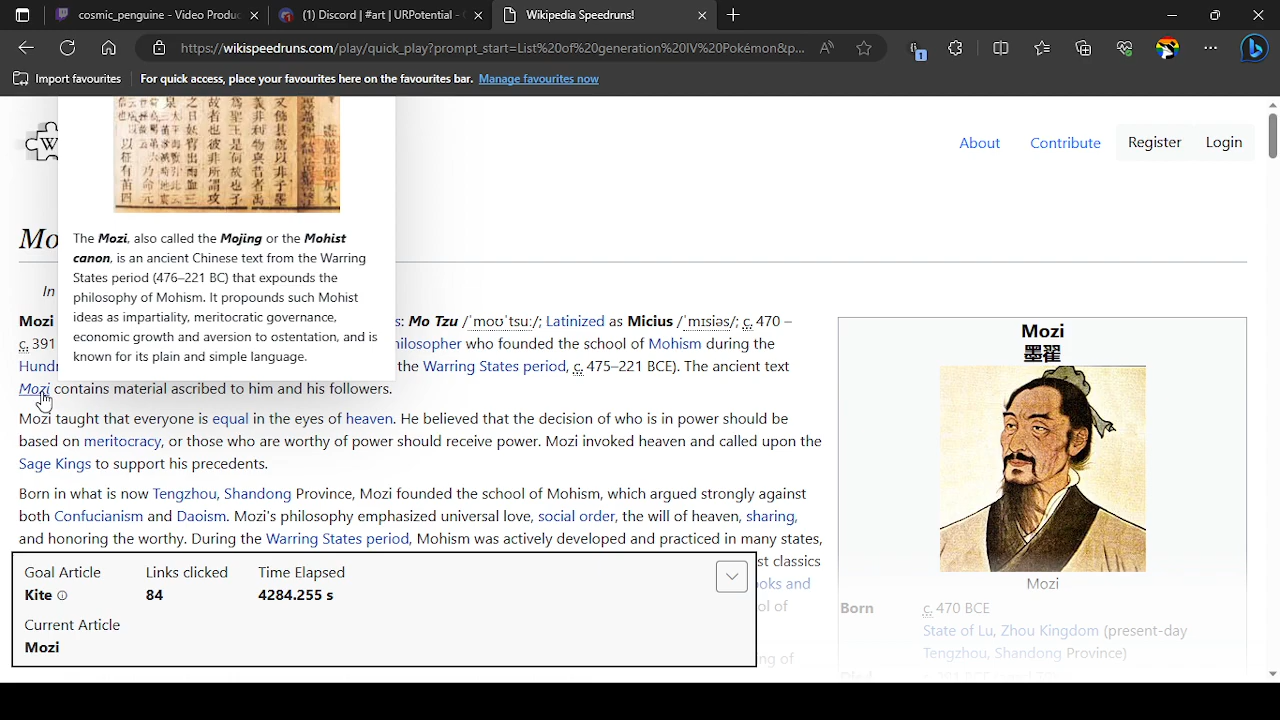 cosmic_penguine - Video Produc
(1) Discord | #art | URPotential -
Wikipedia Speedruns!
https://wikispeedruns.com/play/quick_play?prompt_start=List%20of%20generation%20IV%20Pokémon&p...
1
Import favourites
For quick access, place your favourites here on the favourites bar. Manage favourites now
W
About
Contribute
Register
Login
Mo
The Mozi, also called the Mojing or the Mohist
canon, is an ancient Chinese text from the Warring
States period (476–221 BC) that expounds the
philosophy of Mohism. It propounds such Mohist
ideas as impartiality, meritocratic governance,
economic growth and aversion to ostentation, and is
known for its plain and simple language.
In
Mozi
s: Mo Tzu /ˈmoʊˈtsuː/; Latinized as Micius /ˈmɪsiəs/; c. 470 –
c. 391
hilosopher who founded the school of Mohism during the
Hundr
the Warring States period, c. 475–221 BCE). The ancient text
Mozi contains material ascribed to him and his followers.
Mozi taught that everyone is equal in the eyes of heaven. He believed that the decision of who is in power should be
based on meritocracy, or those who are worthy of power should receive power. Mozi invoked heaven and called upon the
Sage Kings to support his precedents.
Born in what is now Tengzhou, Shandong Province, Mozi founded the school of Mohism, which argued strongly against
both Confucianism and Daoism. Mozi's philosophy emphasized universal love, social order, the will of heaven, sharing,
and honoring the worthy. During the Warring States period, Mohism was actively developed and practiced in many states,
st classics
oks and
ol of
ng of
Mozi
墨翟
Mozi
Born
c. 470 BCE
State of Lu, Zhou Kingdom (present-day
Tengzhou, Shandong Province)
Goal Article
Links clicked
Time Elapsed
Kite
84
4284.255 s
Current Article
Mozi